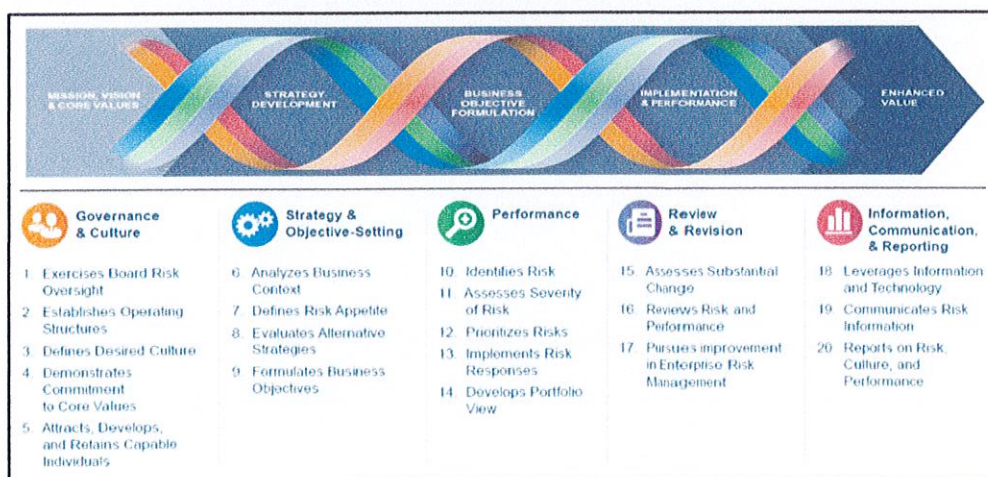 MISSION, VISION
& CORE VALUES
STRATEGY
DEVELOPMENT
BUSINESS
OBJECTIVE
FORMULATION
IMPLEMENTATION
& PERFORMANCE
ENHANCED
VALUE
Governance
& Culture
1. Exercises Board Risk
Oversight
2. Establishes Operating
Structures
3. Defines Desired Culture
4. Demonstrates
Commitment
to Core Values
5. Attracts, Develops,
and Retains Capable
Individuals
Strategy &
Objective-Setting
6. Analyzes Business
Context
7. Defines Risk Appetite
8. Evaluates Alternative
Strategies
9. Formulates Business
Objectives
Performance
10. Identifies Risk
11. Assesses Severity
of Risk
12. Prioritizes Risks
13. Implements Risk
Responses
14. Develops Portfolio
View
Review
& Revision
15. Assesses Substantial
Change
16. Reviews Risk and
Performance
17. Pursues improvement
in Enterprise Risk
Management
Information,
Communication,
& Reporting
18. Leverages Information
and Technology
19. Communicates Risk
Information
20. Reports on Risk,
Culture, and
Performance